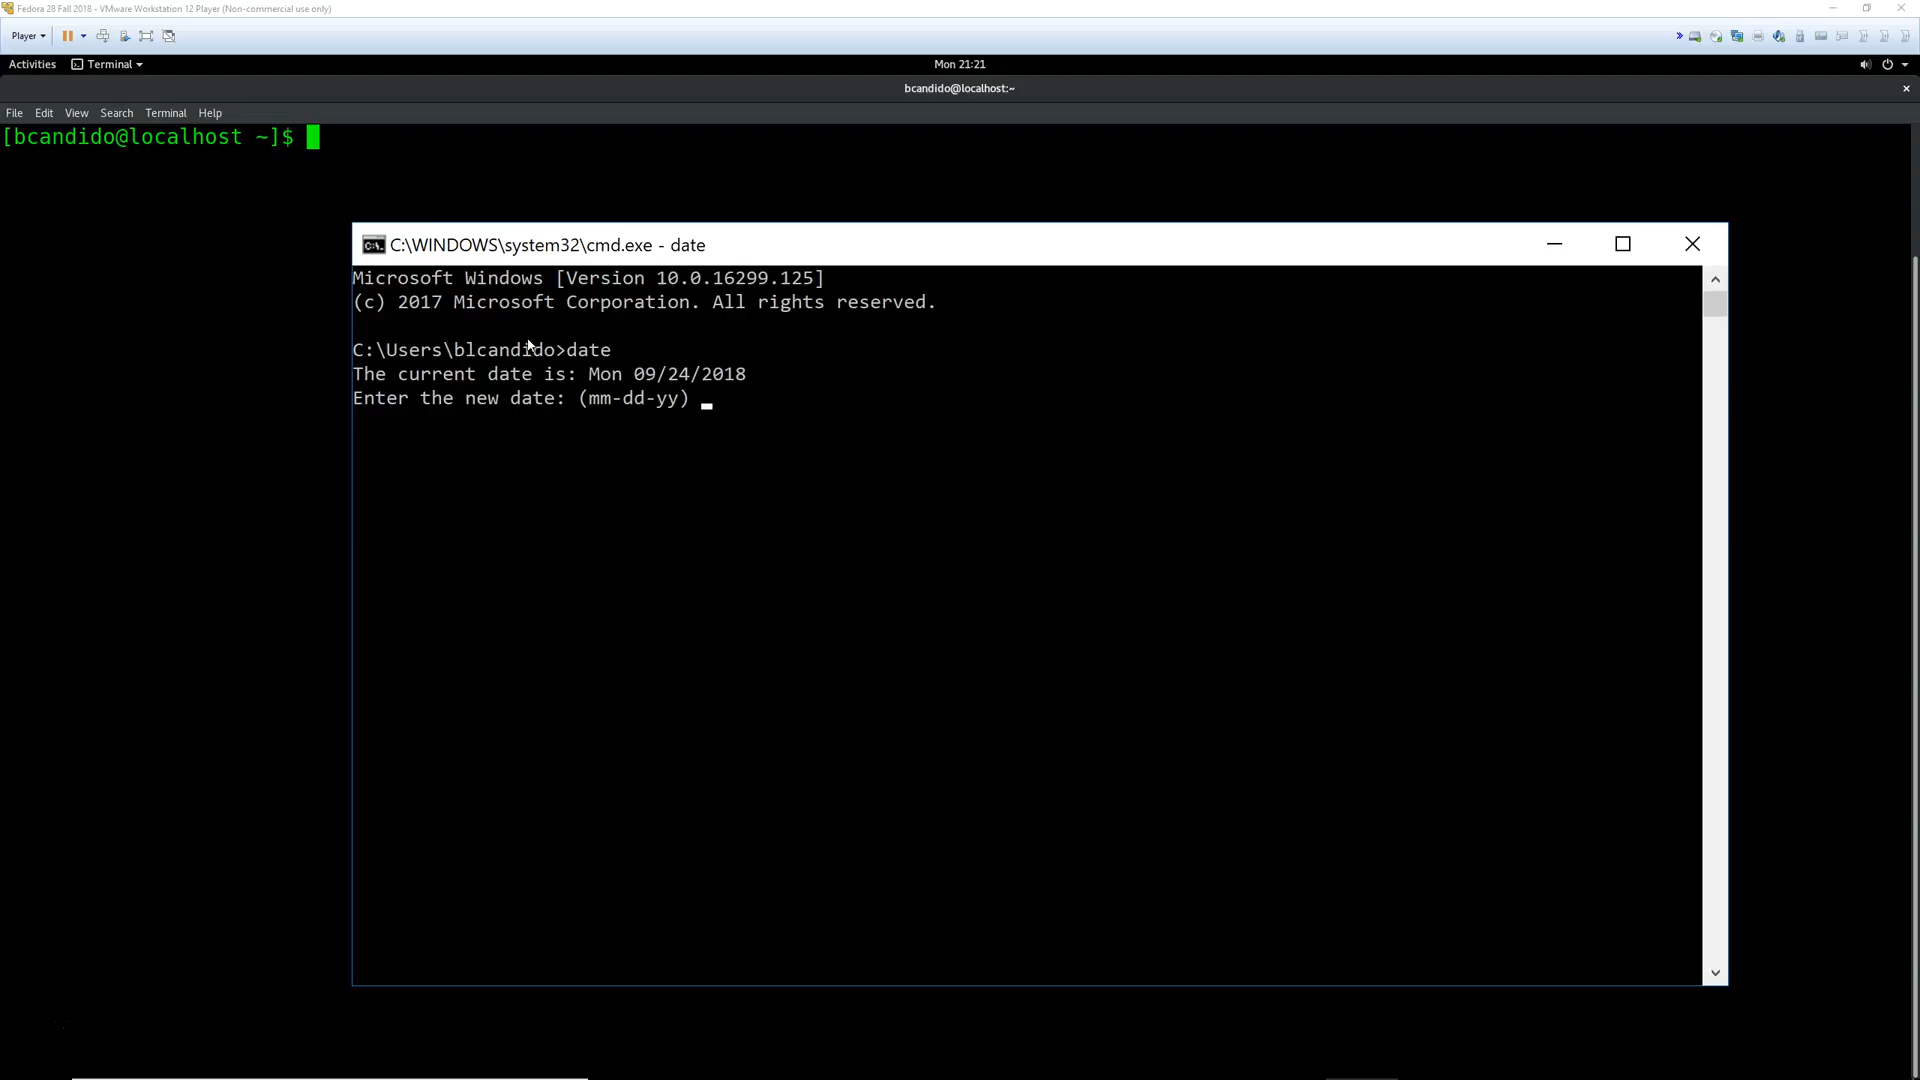 Fedora 28 Fall 2018 - VMware Workstation 12 Player (Non-commercial use only)
Player
Activities Terminal Mon 21:21
bcandido@localhost:~
File Edit View Search Terminal Help
[bcandido@localhost ~]$
C:\WINDOWS\system32\cmd.exe - date
Microsoft Windows [Version 10.0.16299.125]
(c) 2017 Microsoft Corporation. All rights reserved.
C:\Users\blcandido>date
The current date is: Mon 09/24/2018
Enter the new date: (mm-dd-yy)